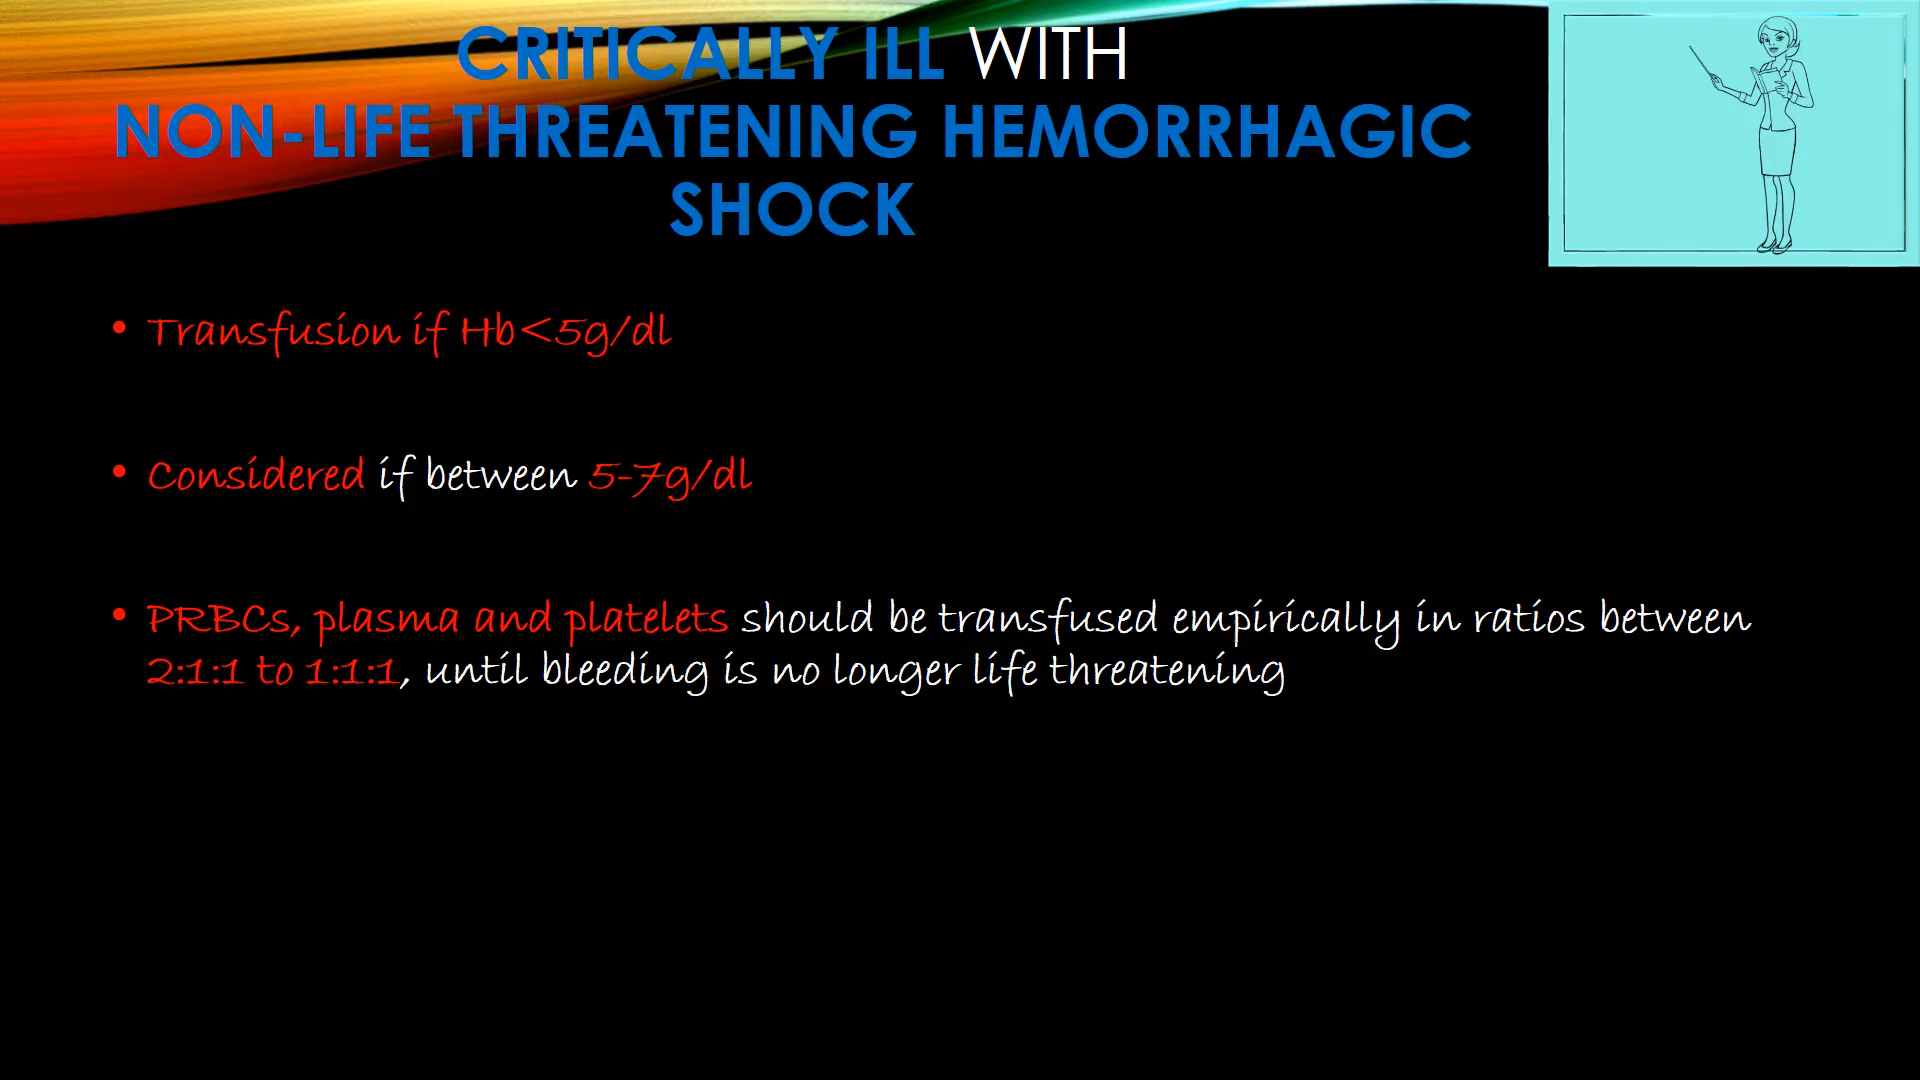 CRITICALLY ILL WITH
NON-LIFE THREATENING HEMORRHAGIC
SHOCK
• Transfusion if Hb<5g/dl
• Considered if between 5-7g/dl
• PRBCs, plasma and platelets should be transfused empirically in ratios between
2:1:1 to 1:1:1, until bleeding is no longer life threatening